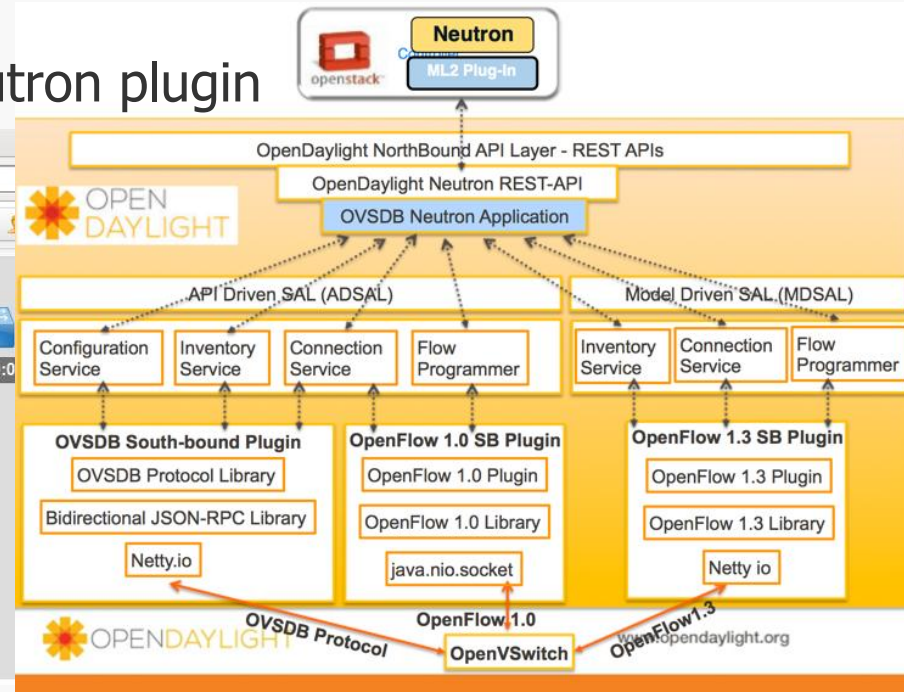 Neutron
Controller
openstack
ML2 Plug-In
utron plugin
OpenDaylight NorthBound API Layer - REST APIs
OpenDaylight Neutron REST-API
OVSDB Neutron Application
OPEN
DAYLIGHT
API Driven SAL (ADSAL)
Model Driven SAL (MDSAL)
Configuration
Service
Inventory
Service
Connection
Service
Flow
Programmer
Inventory
Service
Connection
Service
Flow
Programmer
:0
OVSDB South-bound Plugin
OVSDB Protocol Library
Bidirectional JSON-RPC Library
Netty.io
OpenFlow 1.0 SB Plugin
OpenFlow 1.0 Plugin
OpenFlow 1.0 Library
java.nio.socket
OpenFlow 1.3 SB Plugin
OpenFlow 1.3 Plugin
OpenFlow 1.3 Library
Netty io
OPENDAYLIGHT
OVSDB Protocol
OpenFlow 1.0
OpenFlow1.3
www.opendaylight.org
OpenVSwitch